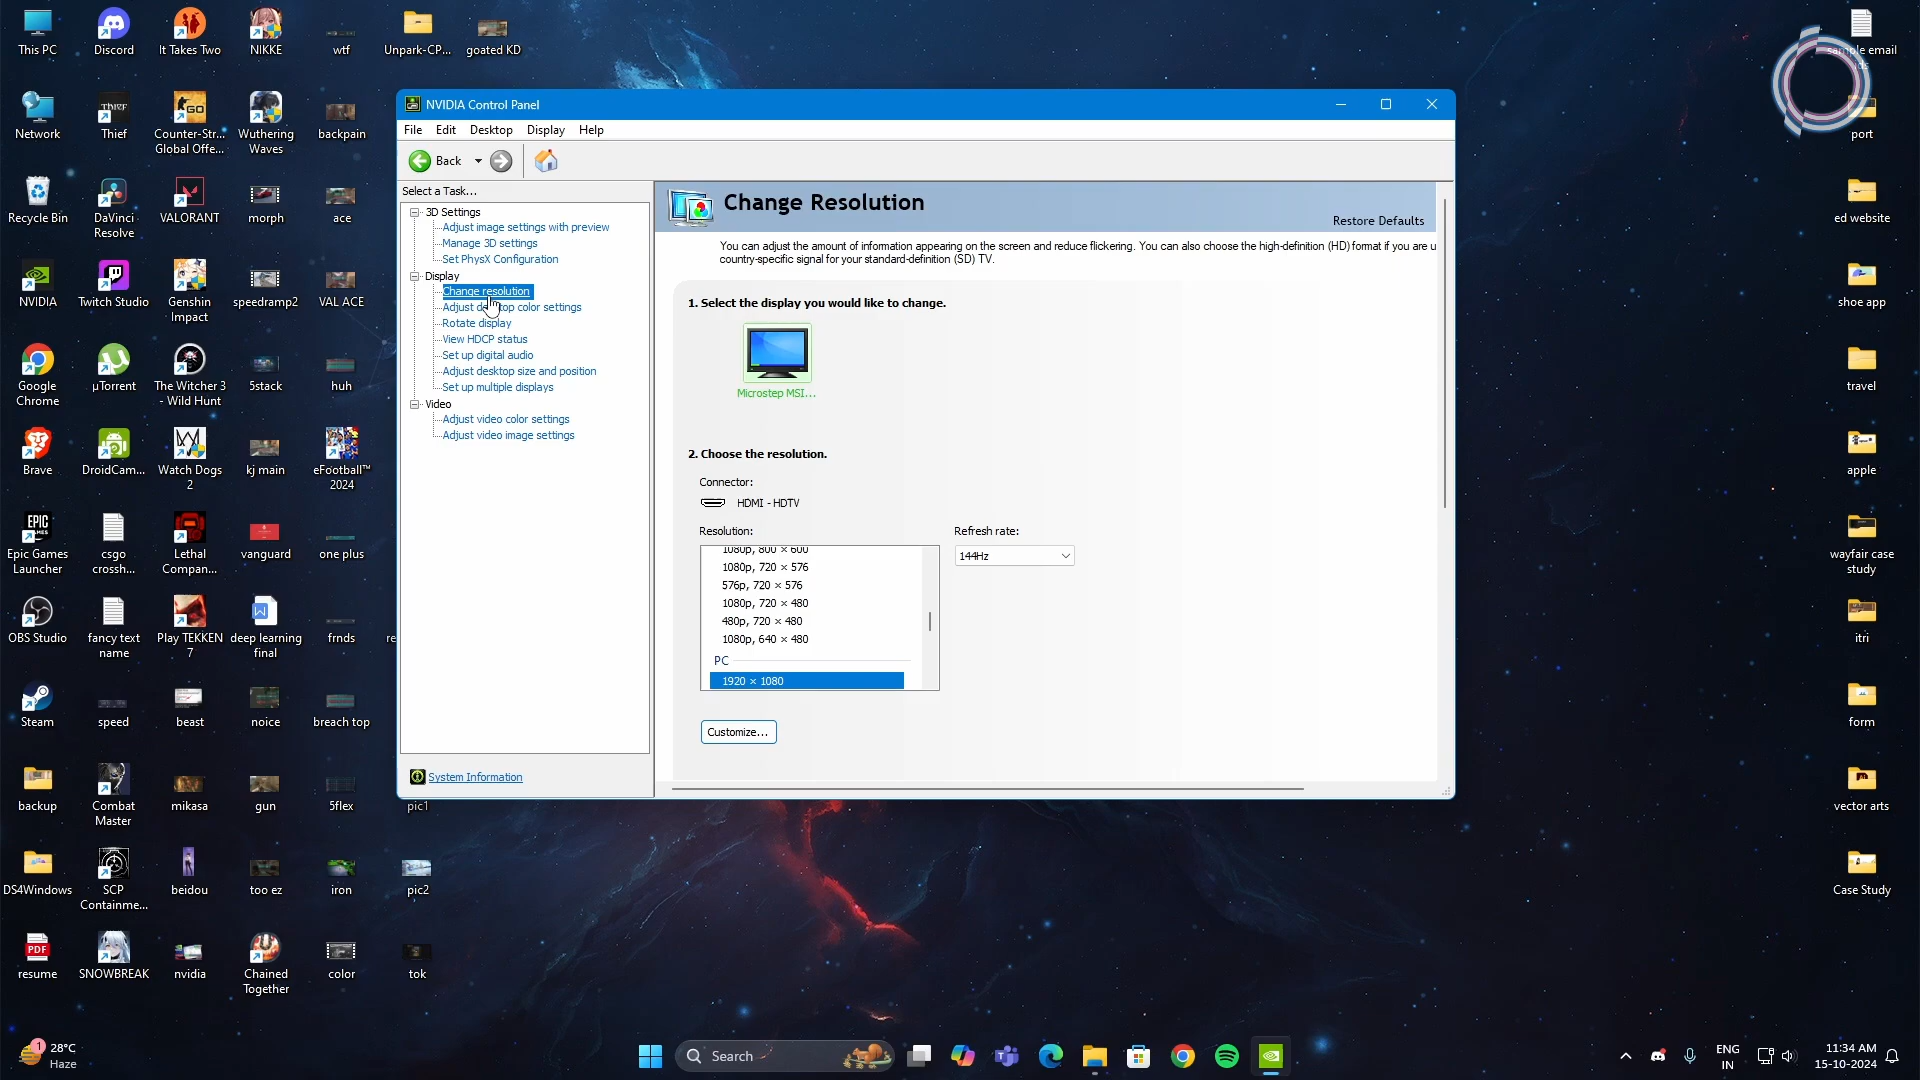 This PC
Discord
It Takes Two
NIKKE
wtf
Unpark-CP...
goated KD
Network
Thief
Counter-Str...
Global Offe...
Wuthering
Waves
backpain
Recycle Bin
DaVinci
Resolve
VALORANT
morph
ace
NVIDIA
Twitch Studio
Genshin
Impact
speedramp2
VAL ACE
Google
Chrome
µTorrent
The Witcher 3
- Wild Hunt
5stack
huh
Brave
DroidCam...
Watch Dogs
2
kj main
eFootball™
2024
Epic Games
Launcher
csgo
crossh...
Lethal
Compan...
vanguard
one plus
OBS Studio
fancy text
name
Play TEKKEN
7
deep learning
final
frnds
re
Steam
speed
beast
noice
breach top
backup
Combat
Master
mikasa
gun
5flex
pic1
DS4Windows
SCP
Containme...
beidou
too ez
iron
pic2
resume
SNOWBREAK
nvidia
Chained
Together
color
tok
NVIDIA Control Panel
File Edit Desktop Display Help
Back
Select a Task...
3D Settings
Adjust image settings with preview
Manage 3D settings
Set PhysX Configuration
Display
Change resolution
Adjust desktop color settings
Rotate display
View HDCP status
Set up digital audio
Adjust desktop size and position
Set up multiple displays
Video
Adjust video color settings
Adjust video image settings
System Information
Change Resolution
Restore Defaults
You can adjust the amount of information appearing on the screen and reduce flickering. You can also choose the high-definition (HD) format if you are u
country-specific signal for your standard-definition (SD) TV.
1. Select the display you would like to change.
Microstep MSI...
2. Choose the resolution.
Connector:
HDMI - HDTV
Resolution:
Refresh rate:
1080p, 800 × 600
144Hz
1080p, 720 × 576
576p, 720 × 576
1080p, 720 × 480
480p, 720 × 480
1080p, 640 × 480
PC
1920 × 1080
Customize...
sample email
ids
port
ed website
shoe app
travel
apple
wayfair case
study
itri
form
vector arts
Case Study
1
28°C
Haze
Search
ENG
IN
11:34 AM
15-10-2024